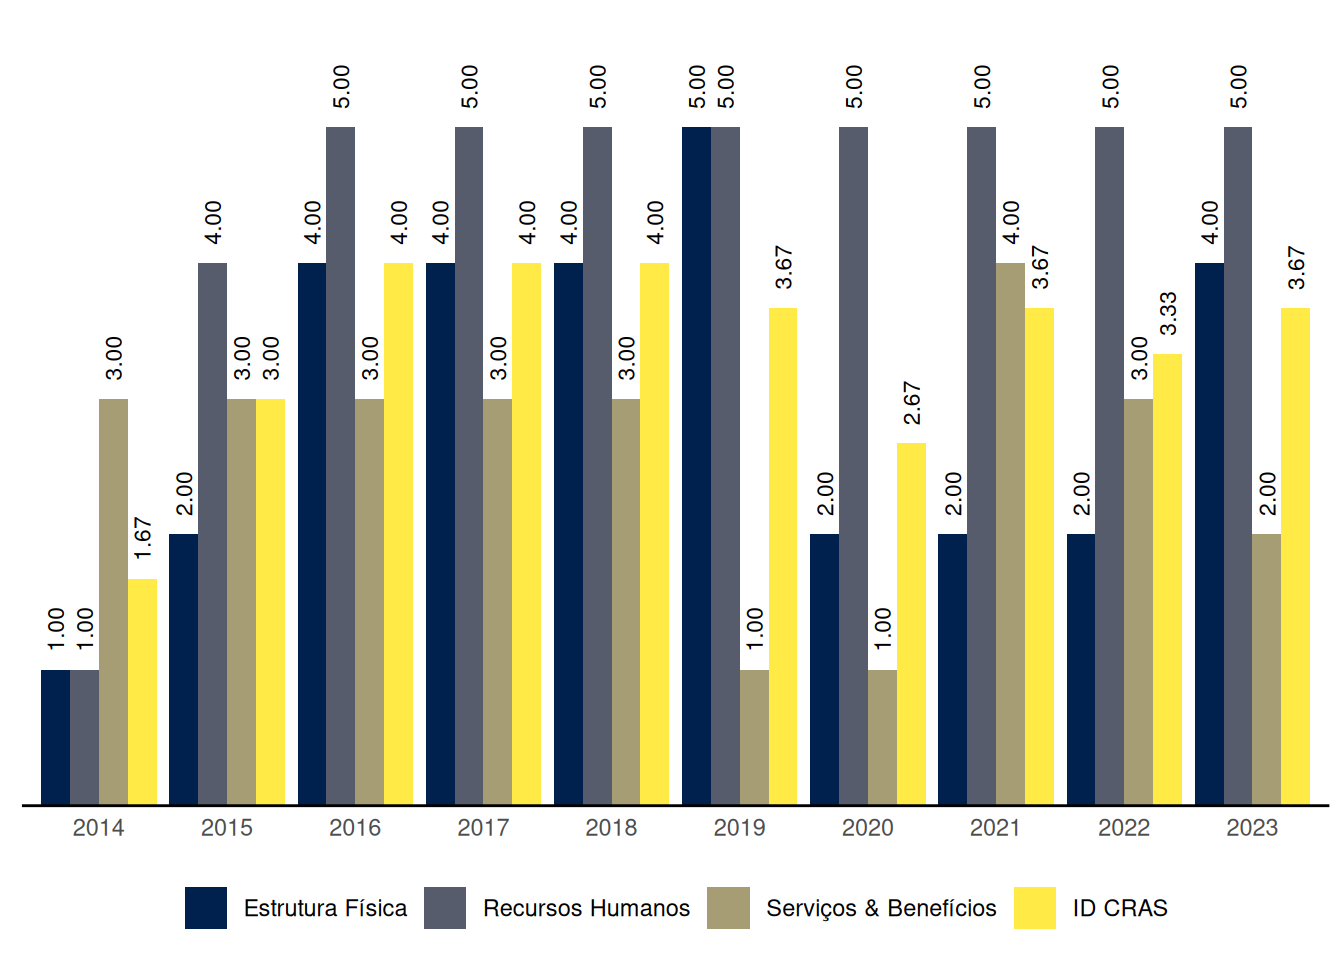 5.00 5.00 5.00 5.00 5.00 5.00 5.00 5.00 5.00
4.00 4.00 4.00 4.00 4.00 4.00 4.00 4.00 4.00
3.67 3.67 3.67
3.33
3.00 3.00 3.00 3.00 3.00 3.00 3.00
2.67
2.00 2.00 2.00 2.00 2.00
1.67
1.00 1.00 1.00 1.00
2014 2015 2016 2017 2018 2019 2020 2021 2022 2023
Estrutura Física Recursos Humanos Serviços & Benefícios ID CRAS